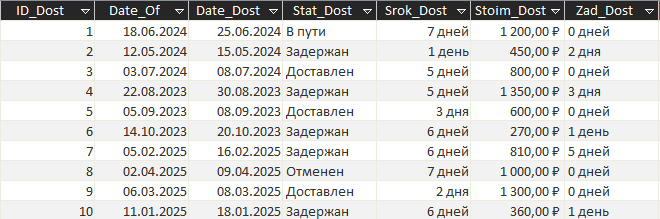 ID_Dost Date_Of Date_Dost Stat_Dost Srok_Dost Stoim_Dost Zad_Dost
1 18.06.2024 25.06.2024 В пути 7 дней 1 200,00 ₽ 0 дней
2 12.05.2024 15.05.2024 Задержан 1 день 450,00 ₽ 2 дня
3 03.07.2024 08.07.2024 Доставлен 5 дней 800,00 ₽ 0 дней
4 22.08.2023 30.08.2023 Задержан 5 дней 1 350,00 ₽ 3 дня
5 05.09.2023 08.09.2023 Доставлен 3 дня 600,00 ₽ 0 дней
6 14.10.2023 20.10.2023 Задержан 6 дней 270,00 ₽ 1 день
7 05.02.2025 16.02.2025 Задержан 6 дней 810,00 ₽ 5 дней
8 02.04.2025 09.04.2025 Отменен 7 дней 1 000,00 ₽ 0 дней
9 06.03.2025 08.03.2025 Доставлен 2 дня 1 300,00 ₽ 0 дней
10 11.01.2025 18.01.2025 Задержан 6 дней 360,00 ₽ 1 день